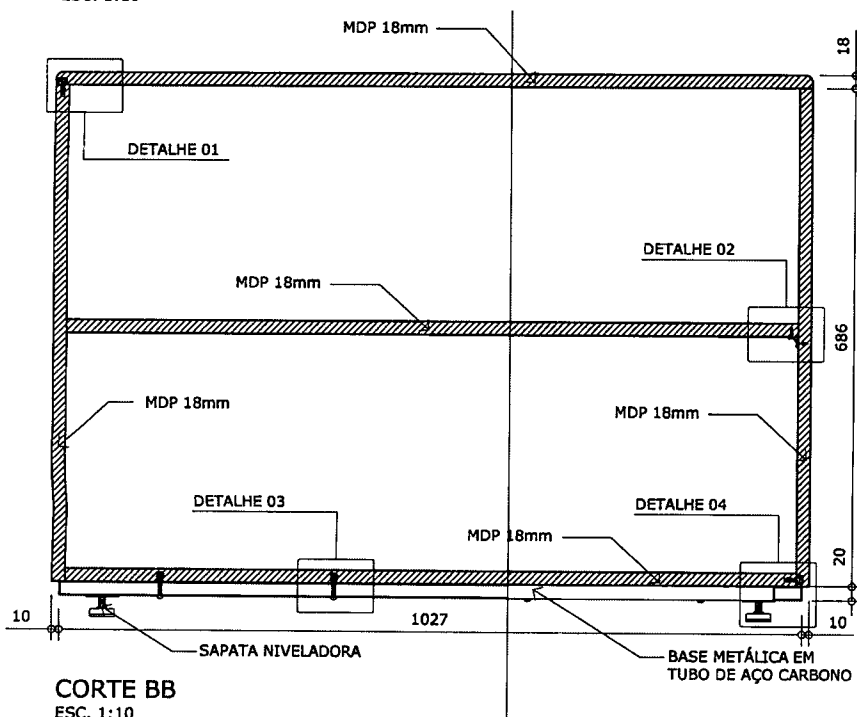 MDP 18mm
18
DETALHE 01
DETALHE 02
MDP 18mm
686
MDP 18mm
MDP 18mm
DETALHE 03
DETALHE 04
MDP 18mm
20
10
1027
10
SAPATA NIVELADORA
BASE METÁLICA EM
TUBO DE AÇO CARBONO
CORTE BB
ESC. 1:10